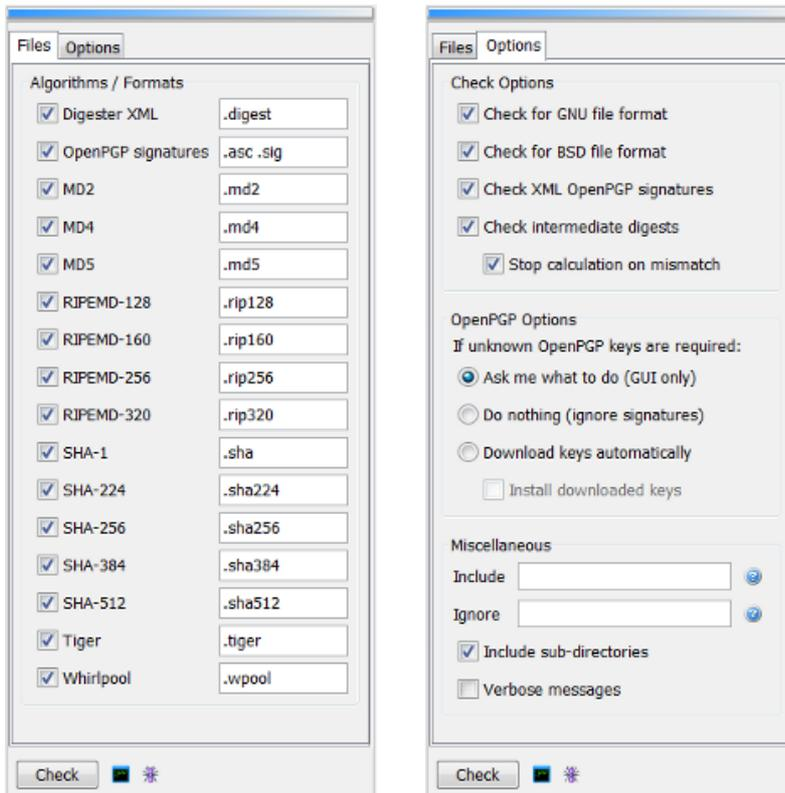 Files Options
Algorithms / Formats
Digester XML .digest
OpenPGP signatures .asc .sig
MD2 .md2
MD4 .md4
MD5 .md5
RIPEMD-128 .rip128
RIPEMD-160 .rip160
RIPEMD-256 .rip256
RIPEMD-320 .rip320
SHA-1 .sha
SHA-224 .sha224
SHA-256 .sha256
SHA-384 .sha384
SHA-512 .sha512
Tiger .tiger
Whirlpool .wpool
Check
Files Options
Check Options
Check for GNU file format
Check for BSD file format
Check XML OpenPGP signatures
Check intermediate digests
Stop calculation on mismatch
OpenPGP Options
If unknown OpenPGP keys are required:
Ask me what to do (GUI only)
Do nothing (ignore signatures)
Download keys automatically
Install downloaded keys
Miscellaneous
Include
Ignore
Include sub-directories
Verbose messages
Check